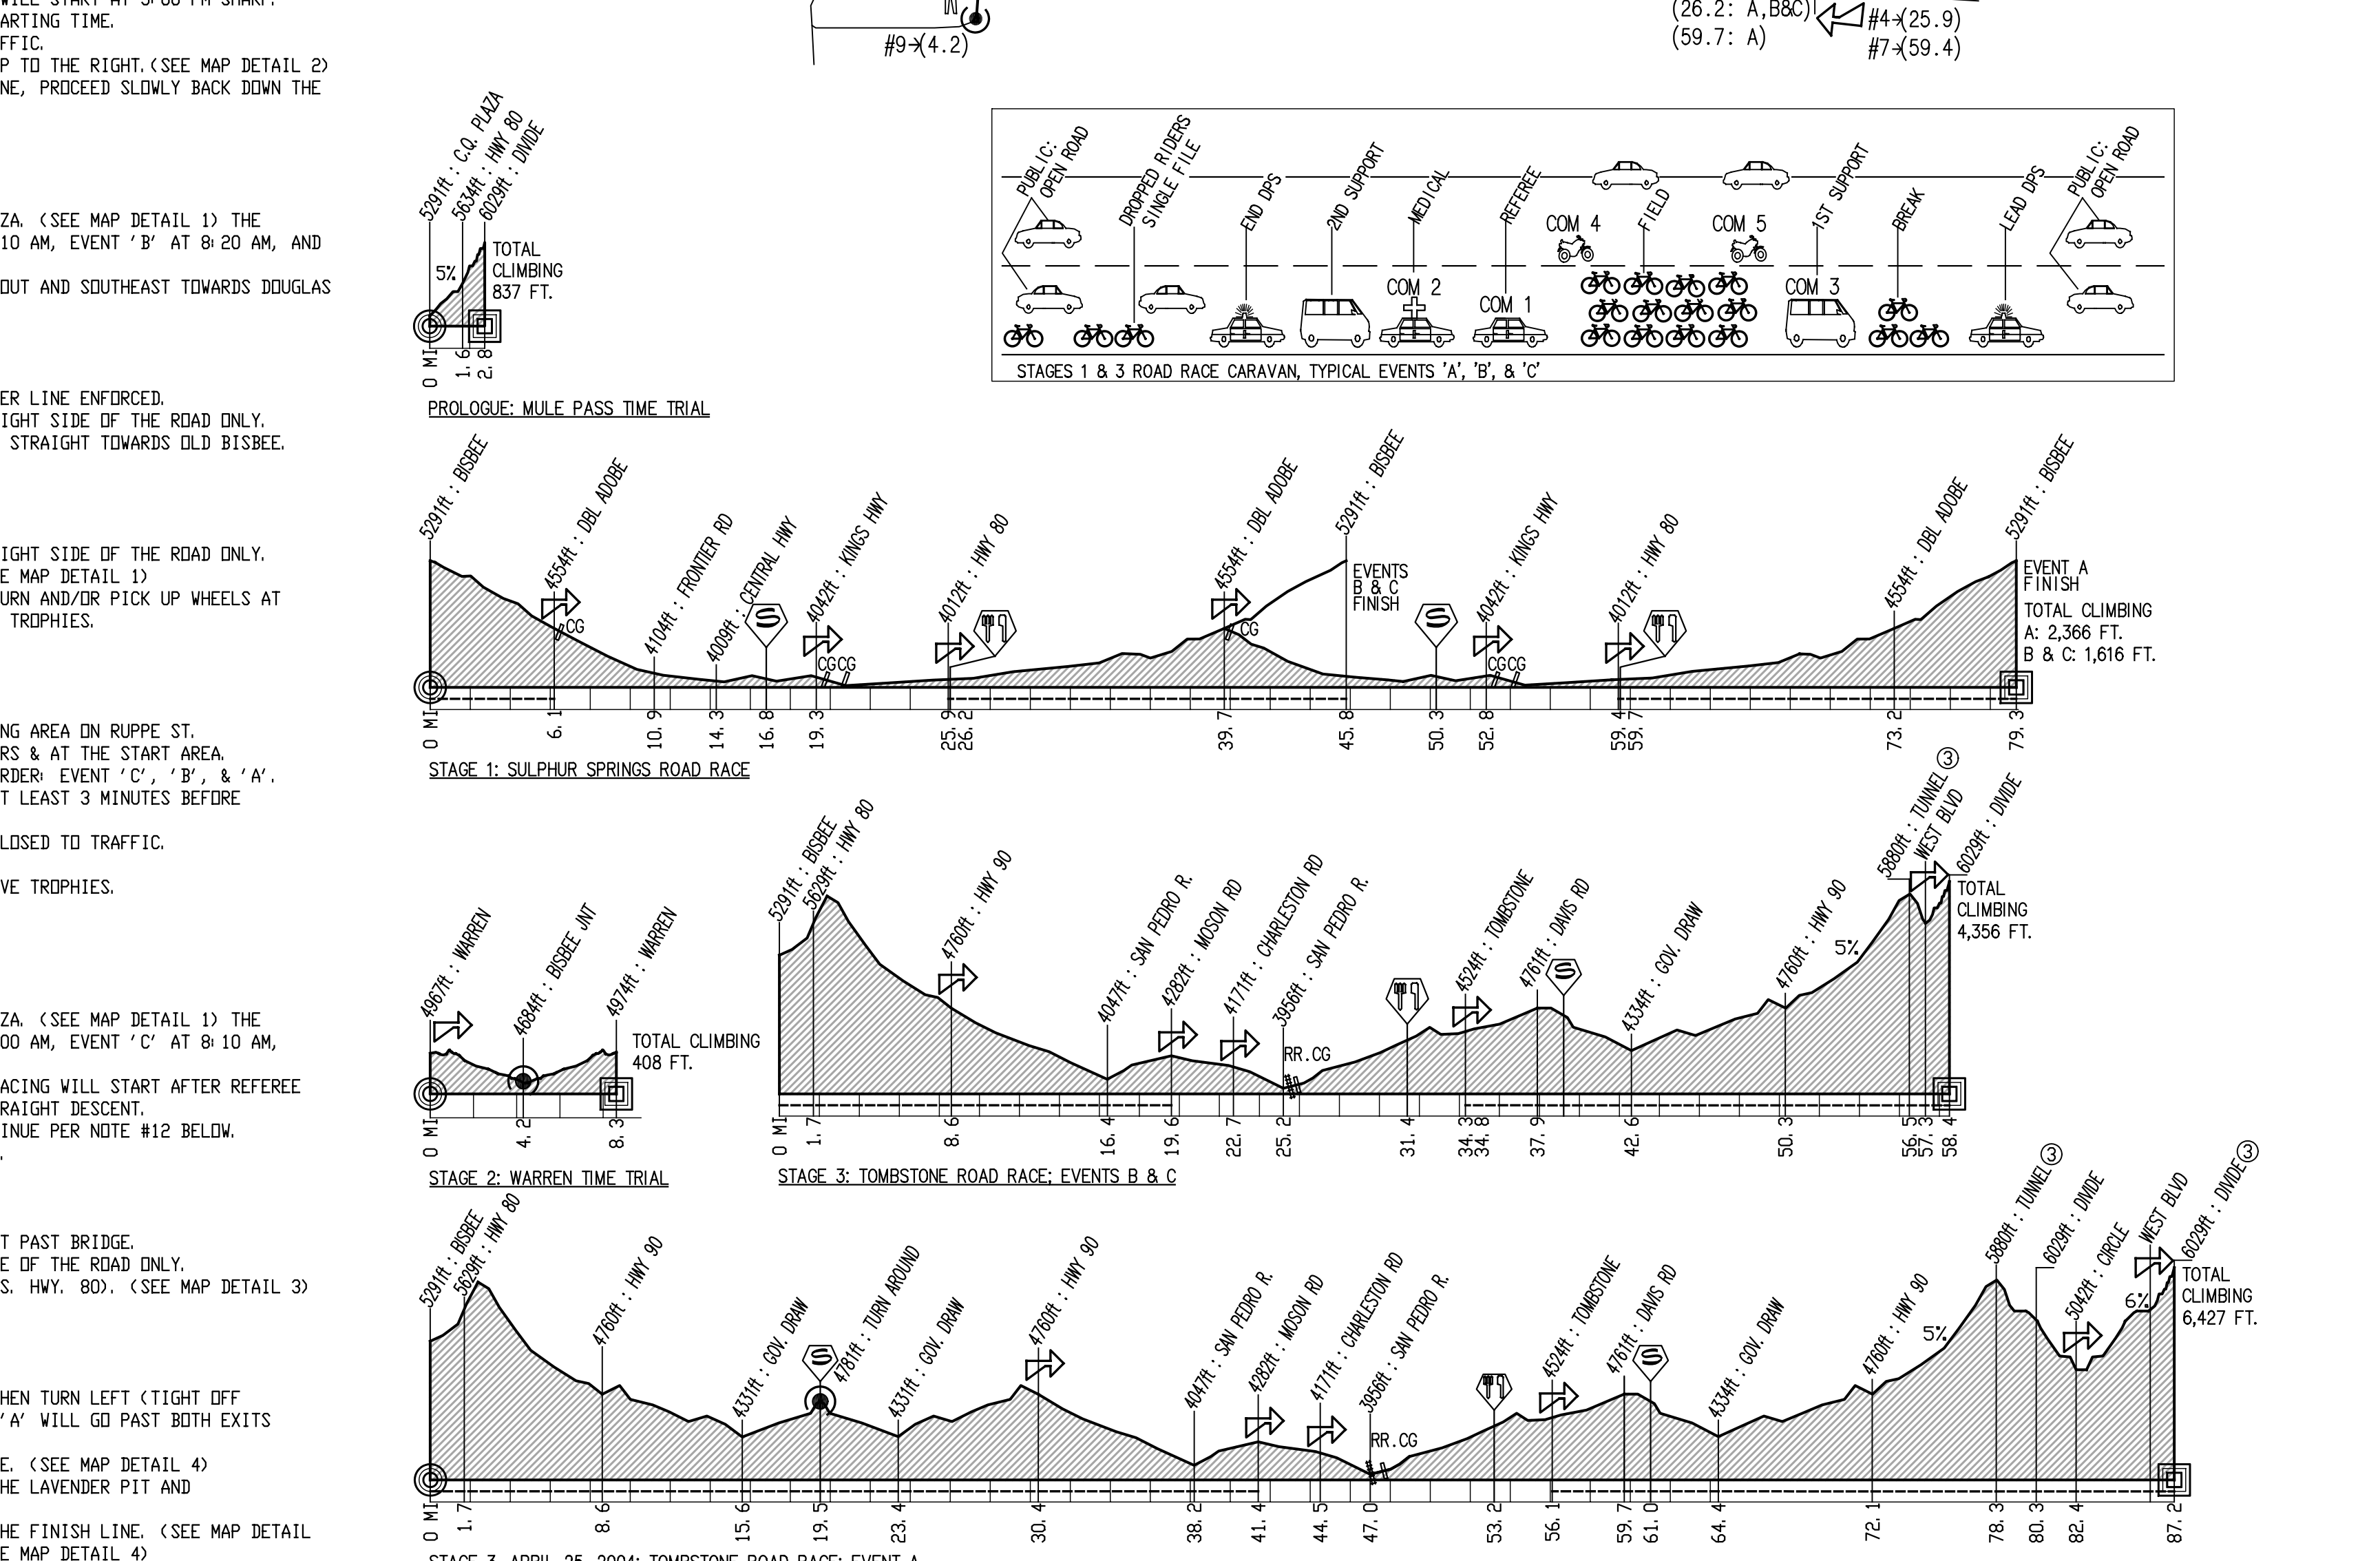 WILL START AT 5:00 PM SHARP.
ARTING TIME.
FFIC.
P TO THE RIGHT.(SEE MAP DETAIL 2)
NE, PROCEED SLOWLY BACK DOWN THE
ZA. (SEE MAP DETAIL 1) THE
10 AM, EVENT 'B' AT 8:20 AM, AND
OUT AND SOUTHEAST TOWARDS DOUGLAS
ER LINE ENFORCED.
IGHT SIDE OF THE ROAD ONLY.
STRAIGHT TOWARDS OLD BISBEE.
IGHT SIDE OF THE ROAD ONLY.
E MAP DETAIL 1)
URN AND/OR PICK UP WHEELS AT
TROPHIES.
NG AREA ON RUPPE ST.
RS & AT THE START AREA.
RDER: EVENT 'C', 'B', & 'A'.
T LEAST 3 MINUTES BEFORE
LOSED TO TRAFFIC.
VE TROPHIES.
ZA. (SEE MAP DETAIL 1) THE
00 AM, EVENT 'C' AT 8:10 AM,
ACING WILL START AFTER REFEREE
RAIGHT DESCENT.
INUE PER NOTE #12 BELOW.
.
T PAST BRIDGE.
E OF THE ROAD ONLY.
S. HWY. 80). (SEE MAP DETAIL 3)
HEN TURN LEFT (TIGHT OFF
'A' WILL GO PAST BOTH EXITS
E. (SEE MAP DETAIL 4)
HE LAVENDER PIT AND
HE FINISH LINE. (SEE MAP DETAIL
E MAP DETAIL 4)
#9→(4.2)
(26.2: A,B&C)
(59.7: A)
#4→(25.9)
#7→(59.4)
5291ft : C.Q. PLAZA
5634ft : HWY 80
6029ft : DIVIDE
5%
TOTAL
CLIMBING
837 FT.
0 MI
1.6
2.8
PROLOGUE: MULE PASS TIME TRIAL
PUBLIC:
OPEN ROAD
DROPPED RIDERS
SINGLE FILE
END DPS
2ND SUPPORT
MEDICAL
REFEREE
COM 4
FIELD
COM 5
1ST SUPPORT
BREAK
LEAD DPS
PUBLIC:
OPEN ROAD
COM 2
COM 1
COM 3
STAGES 1 & 3 ROAD RACE CARAVAN, TYPICAL EVENTS 'A', 'B', & 'C'
5291ft : BISBEE
4554ft : DBL ADOBE
CG
4104ft : FRONTIER RD
4009ft : CENTRAL HWY
S
4042ft : KINGS HWY
CGCG
4012ft : HWY 80
4554ft : DBL ADOBE
CG
5291ft : BISBEE
EVENTS
B & C
FINISH
S
4042ft : KINGS HWY
CGCG
4012ft : HWY 80
4554ft : DBL ADOBE
5291ft : BISBEE
EVENT A
FINISH
TOTAL CLIMBING
A: 2,366 FT.
B & C: 1,616 FT.
0 MI
6.1
10.9
14.3
16.8
19.3
25.9
26.2
39.7
45.8
50.3
52.8
59.4
59.7
73.2
79.3
STAGE 1: SULPHUR SPRINGS ROAD RACE
4967ft : WARREN
4684ft : BISBEE JNT
4974ft : WARREN
TOTAL CLIMBING
408 FT.
0 MI
4.2
8.3
STAGE 2: WARREN TIME TRIAL
5291ft : BISBEE
5629ft : HWY 80
4760ft : HWY 90
4047ft : SAN PEDRO R.
4282ft : MOSON RD
4171ft : CHARLESTON RD
3956ft : SAN PEDRO R.
RR.CG
4524ft : TOMBSTONE
4761ft : DAVIS RD
S
4334ft : GOV. DRAW
4760ft : HWY 90
5%
5880ft : TUNNEL 3
WEST BLVD
6029ft : DIVIDE
TOTAL
CLIMBING
4,356 FT.
0 MI
1.7
8.6
16.4
19.6
22.7
25.2
31.4
34.3
34.8
37.9
42.6
50.3
56.5
57.3
58.4
STAGE 3: TOMBSTONE ROAD RACE; EVENTS B & C
5291ft : BISBEE
5629ft : HWY 80
4760ft : HWY 90
4331ft : GOV. DRAW
S
4781ft : TURN AROUND
4331ft : GOV. DRAW
4760ft : HWY 90
4047ft : SAN PEDRO R.
4282ft : MOSON RD
4171ft : CHARLESTON RD
3956ft : SAN PEDRO R.
RR.CG
4524ft : TOMBSTONE
4761ft : DAVIS RD
S
4334ft : GOV. DRAW
4760ft : HWY 90
5%
5880ft : TUNNEL 3
6029ft : DIVDE
5042ft : CIRCLE
6%
WEST BLVD
6029ft : DIVIDE 3
TOTAL
CLIMBING
6,427 FT.
0 MI
1.7
8.6
15.6
19.5
23.4
30.4
38.2
41.4
44.5
47.0
53.2
56.1
59.7
61.0
64.4
72.1
78.3
80.3
82.4
87.2
STAGE 3, APRIL 25, 2004: TOMBSTONE ROAD RACE; EVENT A